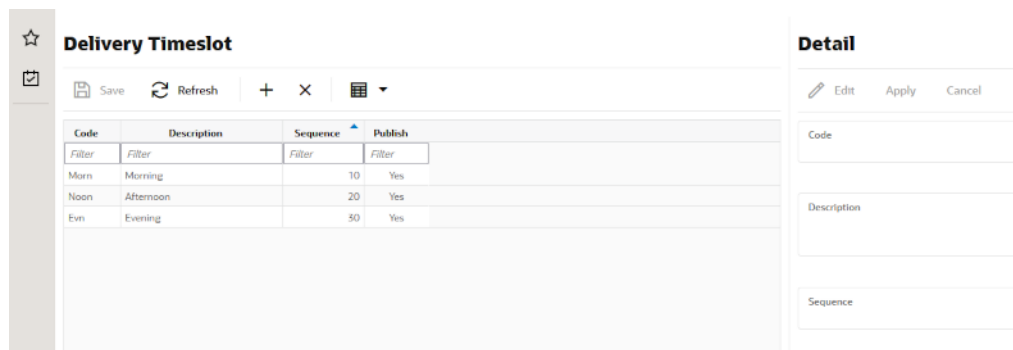 Delivery Timeslot
Save Refresh
Code Description Sequence Publish
Filter Filter Filter Filter
Morn Morning 10 Yes
Noon Afternoon 20 Yes
Evn Evening 30 Yes
Detail
Edit Apply Cancel
Code
Description
Sequence